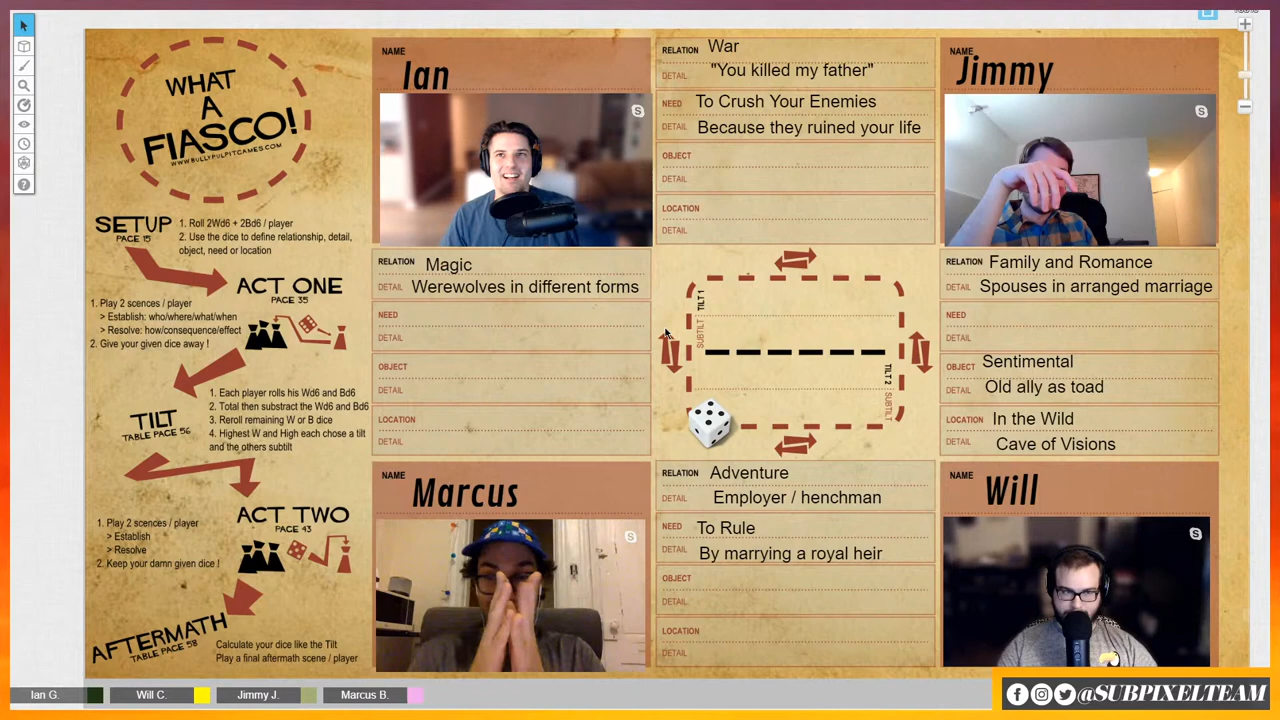 WHAT
A
FIASCO!
WWW.BULLYPULPITGAMES.COM
SETUP
PAGE 15
1. Roll 2Wd6 + 2Bd6 / player
2. Use the dice to define relationship, detail,
object, need or location
ACT ONE
PAGE 35
1. Play 2 scences / player
> Establish: who/where/what/when
> Resolve: how/consequence/effect
2. Give your given dice away !
TILT
TABLE PAGE 56
1. Each player rolls his Wd6 and Bd6
2. Total then substract the Wd6 and Bd6
3. Reroll remaining W or B dice
4. Highest W and High each chose a tilt
and the others subtilt
ACT TWO
PAGE 43
1. Play 2 scences / player
> Establish
> Resolve
2. Keep your damn given dice !
AFTERMATH
TABLE PAGE 58
Calculate your dice like the Tilt
Play a final aftermath scene / player
NAME
Ian
RELATION War
DETAIL "You killed my father"
NEED To Crush Your Enemies
DETAIL Because they ruined your life
OBJECT
DETAIL
LOCATION
DETAIL
NAME
Jimmy
RELATION Magic
DETAIL Werewolves in different forms
NEED
DETAIL
OBJECT
DETAIL
LOCATION
DETAIL
TILT 1
SUBTILT
TILT 2
SUBTILT
RELATION Family and Romance
DETAIL Spouses in arranged marriage
NEED
DETAIL
OBJECT Sentimental
DETAIL Old ally as toad
LOCATION In the Wild
DETAIL Cave of Visions
NAME
Marcus
RELATION Adventure
DETAIL Employer / henchman
NEED To Rule
DETAIL By marrying a royal heir
OBJECT
DETAIL
LOCATION
DETAIL
NAME
Will
Ian G.
Will C.
Jimmy J.
Marcus B.
@SUBPIXELTEAM